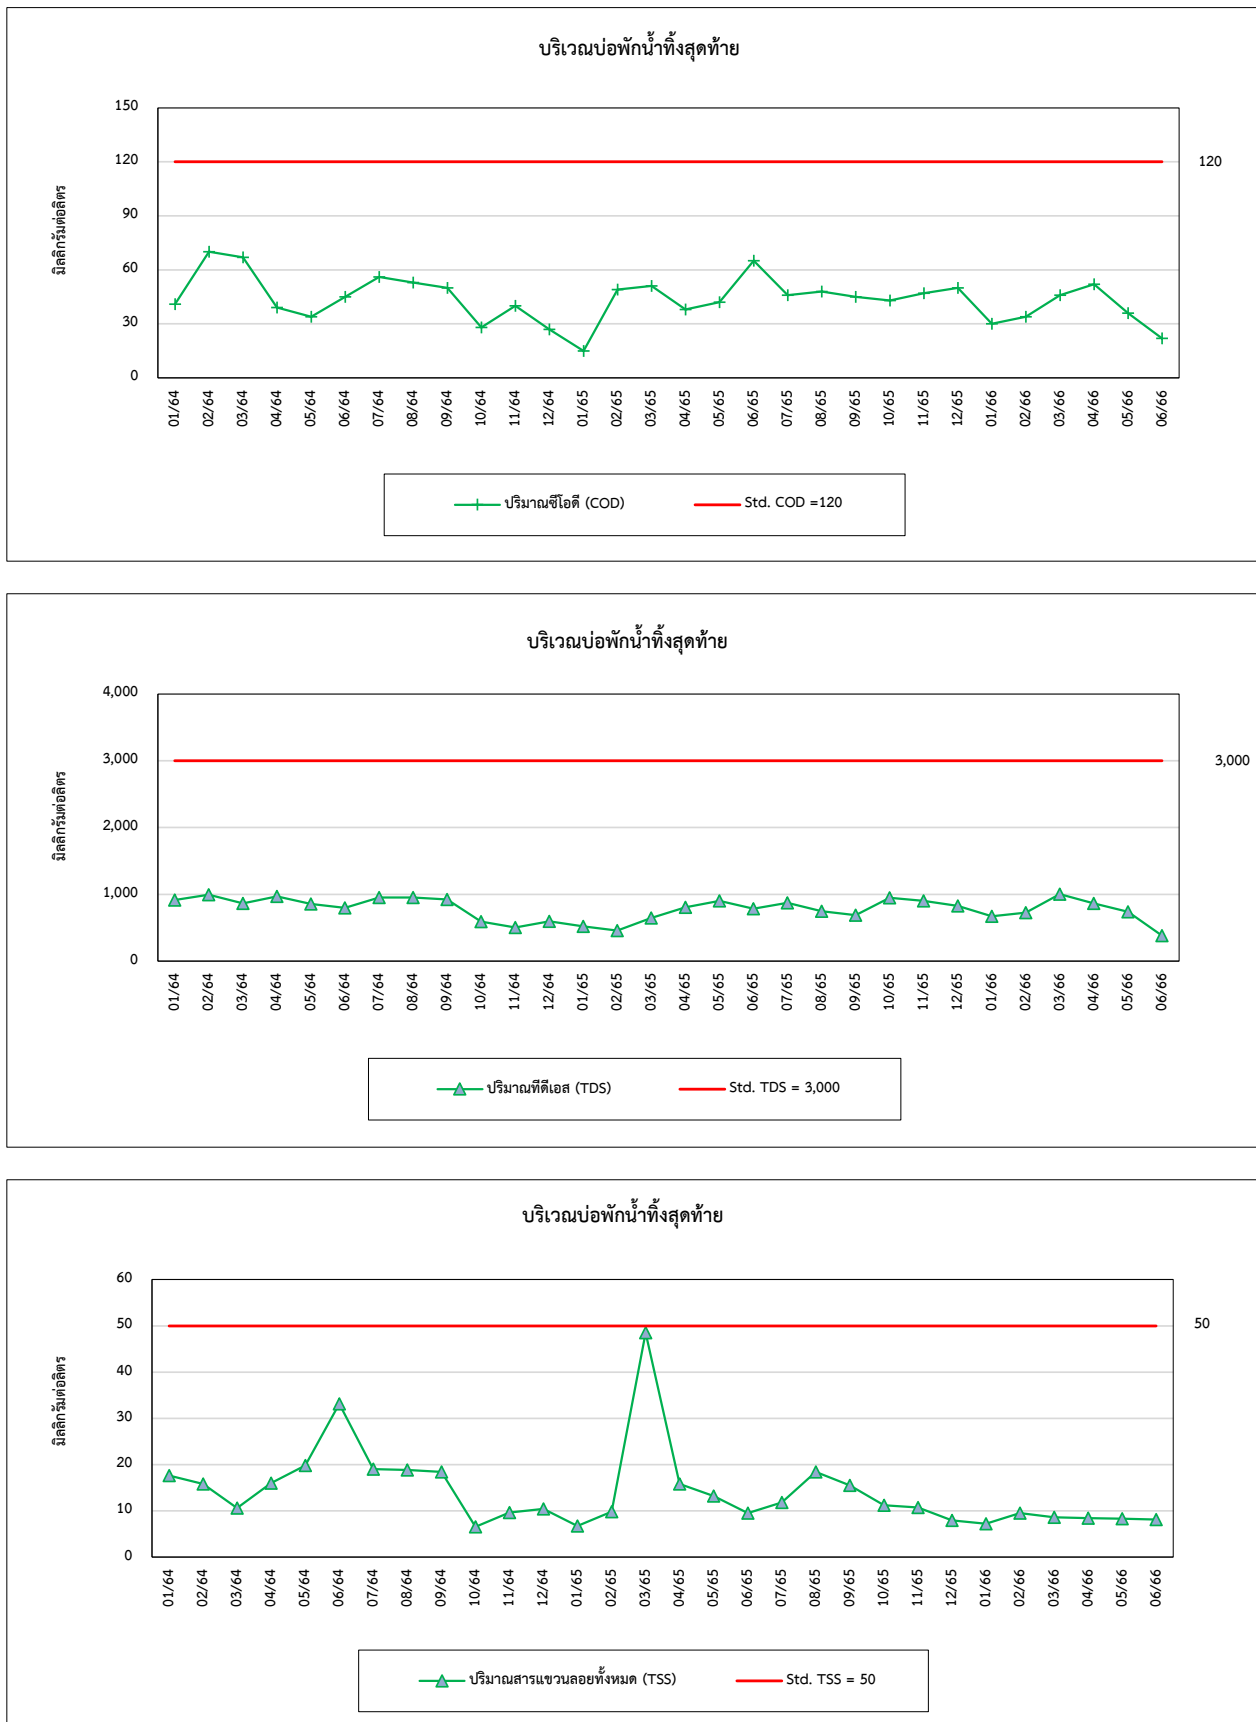 บริเวณบ่อพักน้ำทิ้งสุดท้าย
มิลลิกรัมต่อลิตร
150
120
90
60
30
0
120
01/64 02/64 03/64 04/64 05/64 06/64 07/64 08/64 09/64 10/64 11/64 12/64 01/65 02/65 03/65 04/65 05/65 06/65 07/65 08/65 09/65 10/65 11/65 12/65 01/66 02/66 03/66 04/66 05/66 06/66
ปริมาณซีโอดี (COD) Std. COD =120
บริเวณบ่อพักน้ำทิ้งสุดท้าย
มิลลิกรัมต่อลิตร
4,000
3,000
2,000
1,000
0
3,000
01/64 02/64 03/64 04/64 05/64 06/64 07/64 08/64 09/64 10/64 11/64 12/64 01/65 02/65 03/65 04/65 05/65 06/65 07/65 08/65 09/65 10/65 11/65 12/65 01/66 02/66 03/66 04/66 05/66 06/66
ปริมาณทีดีเอส (TDS) Std. TDS = 3,000
บริเวณบ่อพักน้ำทิ้งสุดท้าย
มิลลิกรัมต่อลิตร
60
50
40
30
20
10
0
50
01/64 02/64 03/64 04/64 05/64 06/64 07/64 08/64 09/64 10/64 11/64 12/64 01/65 02/65 03/65 04/65 05/65 06/65 07/65 08/65 09/65 10/65 11/65 12/65 01/66 02/66 03/66 04/66 05/66 06/66
ปริมาณสารแขวนลอยทั้งหมด (TSS) Std. TSS = 50